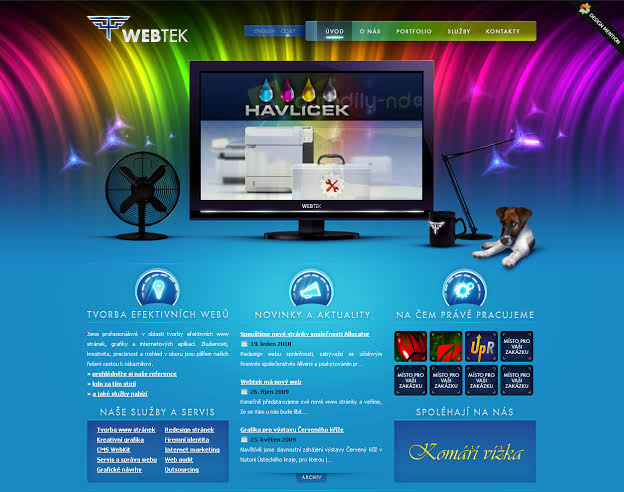 WEBTEK
ENGLISH ČESKY
ÚVOD O NÁS PORTFOLIO SLUŽBY KONTAKTY
DESIGN MENTION
HAVLÍČEK
WEBTEK
TVORBA EFEKTIVNÍCH WEBŮ
Jsme profesionálové v oblasti tvorby efektivních www
stránek, grafiky a internetových aplikací. Zkušenosti,
kreativita, preciznost a rozhled v oboru jsou pilířem našich
řešení cestou k zákazníkovi.
» prohlédněte si naše reference
» kdo za tím stojí
» a jaké služby nabízí
NOVINKY A AKTUALITY
Spouštíme nové stránky společnosti Allocator
19. leden 2010
Redesign webu společnosti, zabývající se účelovým
firemním společenstvím Allvains a poskytováním pr...
Webtek má nový web
26. říjen 2009
Konečně představujeme své nové www stránky a věříme,
že se Vám u nás bude líbit...
Grafika pro výstavu Červeného kříže
25. květen 2009
Navštívili jsme slavnostní zahájení výstavy Červený kříž v
historii Ústeckého kraje, pro kterou j...
ARCHIV
NA ČEM PRÁVĚ PRACUJEME
UpR
MÍSTO PRO
VAŠI
ZAKÁZKU
MÍSTO PRO
VAŠI
ZAKÁZKU
MÍSTO PRO
VAŠI
ZAKÁZKU
MÍSTO PRO
VAŠI
ZAKÁZKU
MÍSTO PRO
VAŠI
ZAKÁZKU
NAŠE SLUŽBY A SERVIS
Tvorba www stránek Redesign stránek
Kreativní grafika Firemní identita
CMS WebKit Internet marketing
Servis a správa webu Web audit
Grafické návrhy Outsourcing
SPOLÉHAJÍ NA NÁS
Komáří vížka